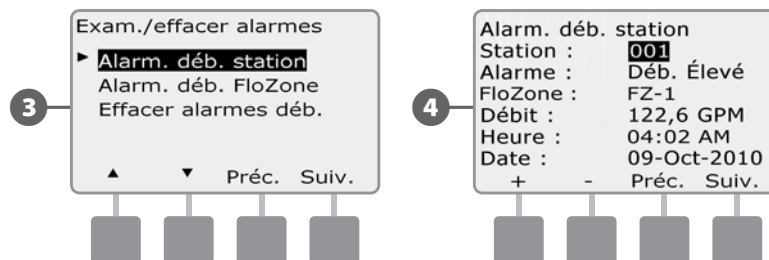 3
Exam./effacer alarmes
► Alarm. déb. station
Alarm. déb. FloZone
Effacer alarmes déb.
▲ ▼ Préc. Suiv.
4
Alarm. déb. station
Station : 001
Alarme : Déb. Élevé
FloZone : FZ-1
Débit : 122,6 GPM
Heure : 04:02 AM
Date : 09-Oct-2010
+ - Préc. Suiv.